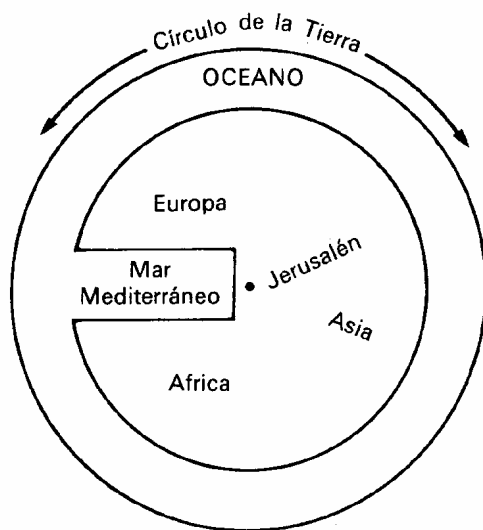 Círculo de la Tierra
OCEANO
Europa
Mar
Mediterráneo
Jerusalén
Asia
Africa